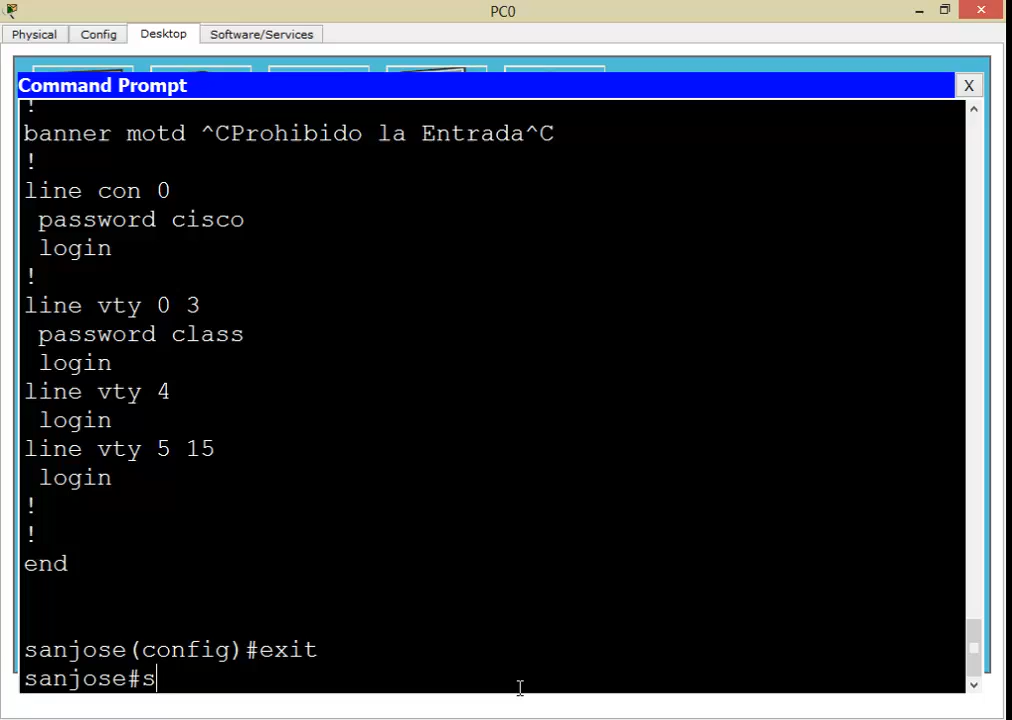 PC0
Physical Config Desktop Software/Services
Command Prompt X
!
banner motd ^CProhibido la Entrada^C
!
line con 0
password cisco
login
!
line vty 0 3
password class
login
line vty 4
login
line vty 5 15
login
!
!
end
sanjose(config)#exit
sanjose#s